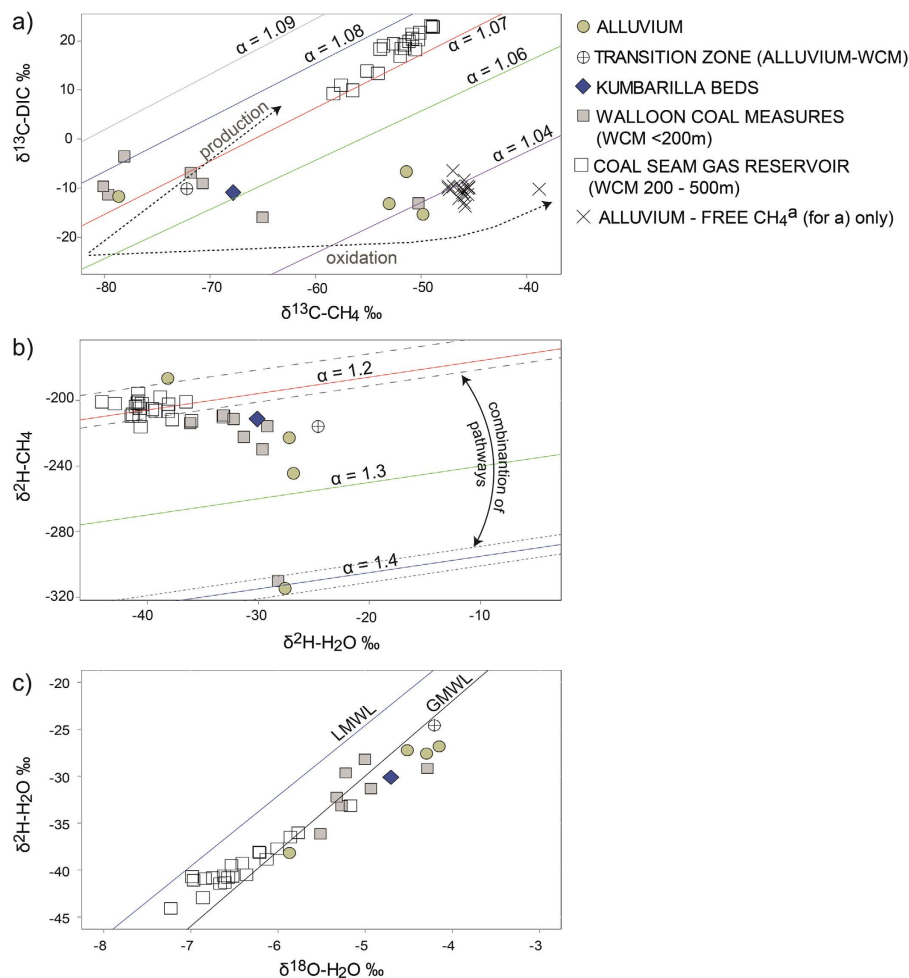 a)
α = 1.09
α = 1.08
α = 1.07
α = 1.06
α = 1.04
20
10
0
-10
-20
δ13C-DIC ‰
production
oxidation
-80
-70
-60
-50
-40
δ13C-CH4 ‰
ALLUVIUM
TRANSITION ZONE (ALLUVIUM-WCM)
KUMBARILLA BEDS
WALLOON COAL MEASURES
(WCM <200m)
COAL SEAM GAS RESERVOIR
(WCM 200 - 500m)
ALLUVIUM - FREE CH4a (for a) only)
b)
-200
-240
-280
-320
δ2H-CH4
α = 1.2
α = 1.3
α = 1.4
combinantion of
pathways
-40
-30
-20
-10
δ2H-H2O ‰
c)
-20
-25
-30
-35
-40
-45
δ2H-H2O ‰
LMWL
GMWL
-8
-7
-6
-5
-4
-3
δ18O-H2O ‰